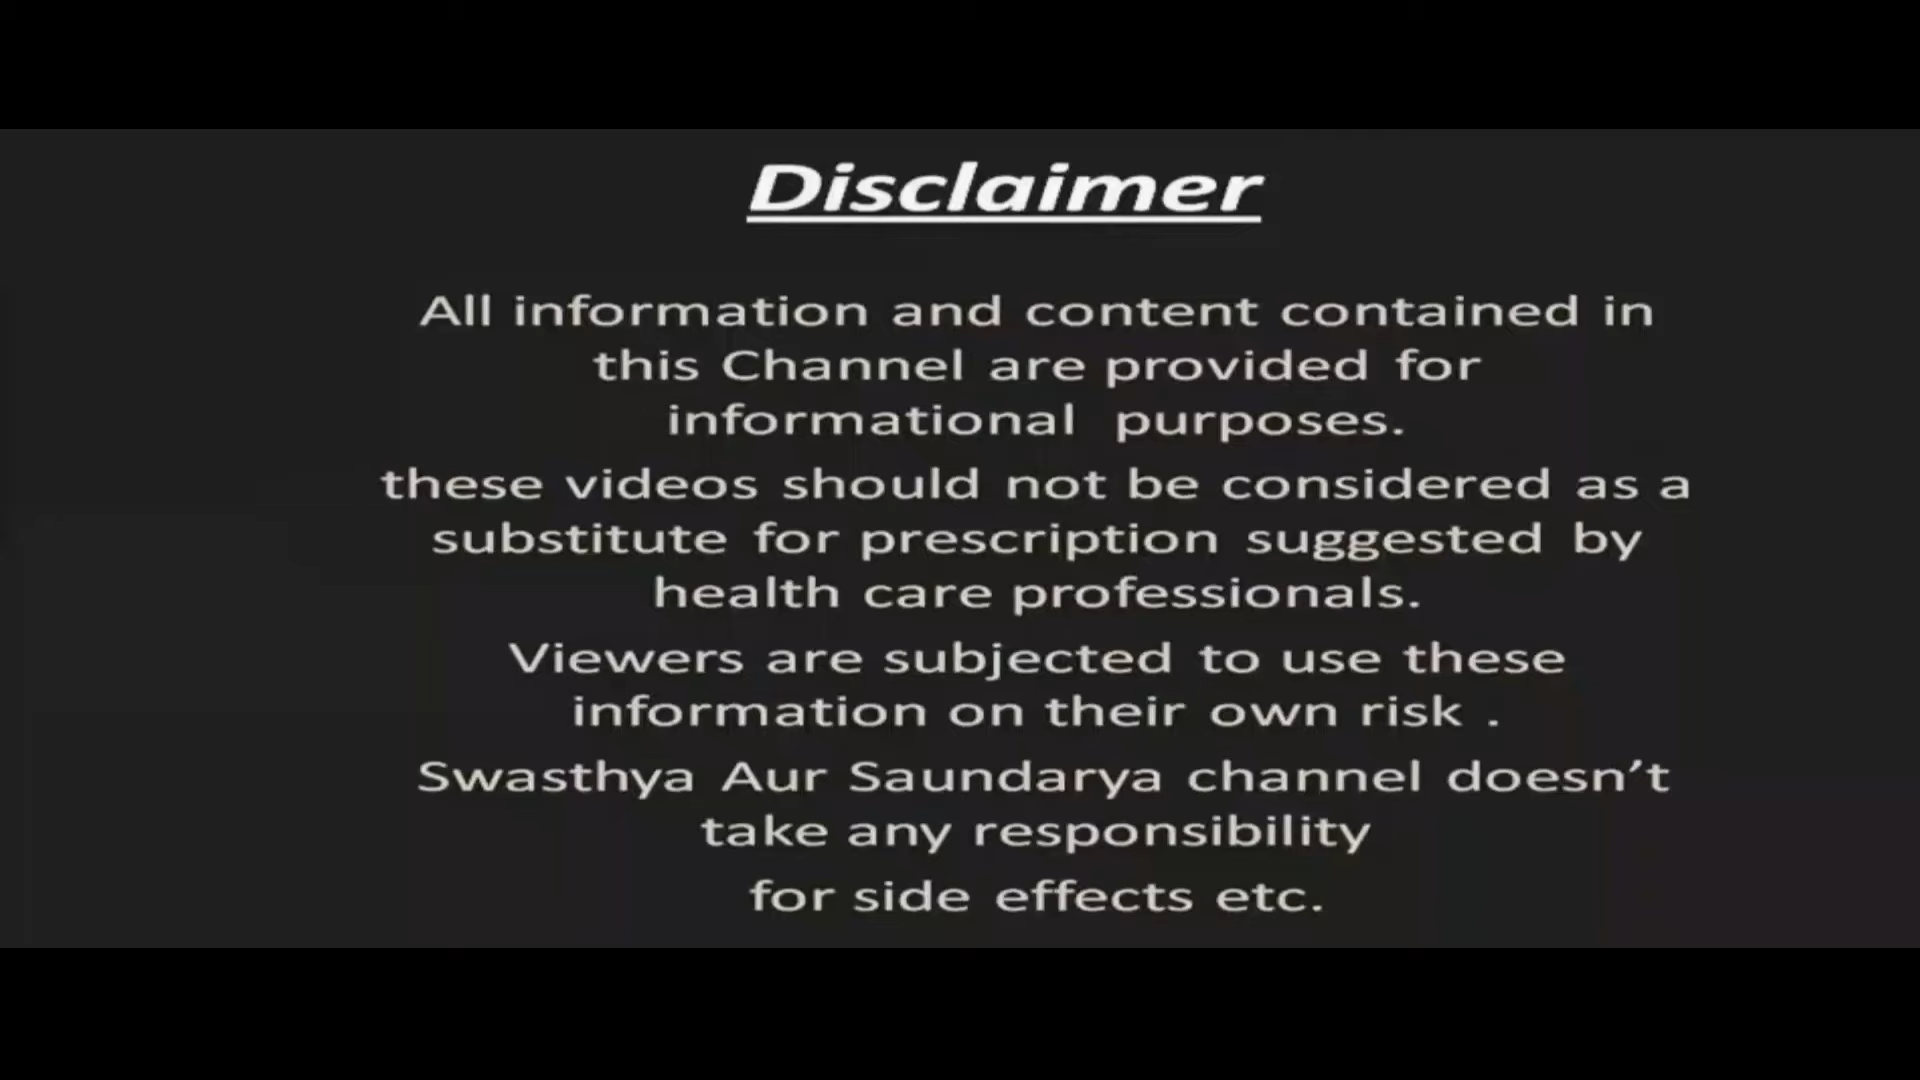 Disclaimer
All information and content contained in
this Channel are provided for
informational purposes.
these videos should not be considered as a
substitute for prescription suggested by
health care professionals.
Viewers are subjected to use these
information on their own risk .
Swasthya Aur Saundarya channel doesn’t
take any responsibility
for side effects etc.